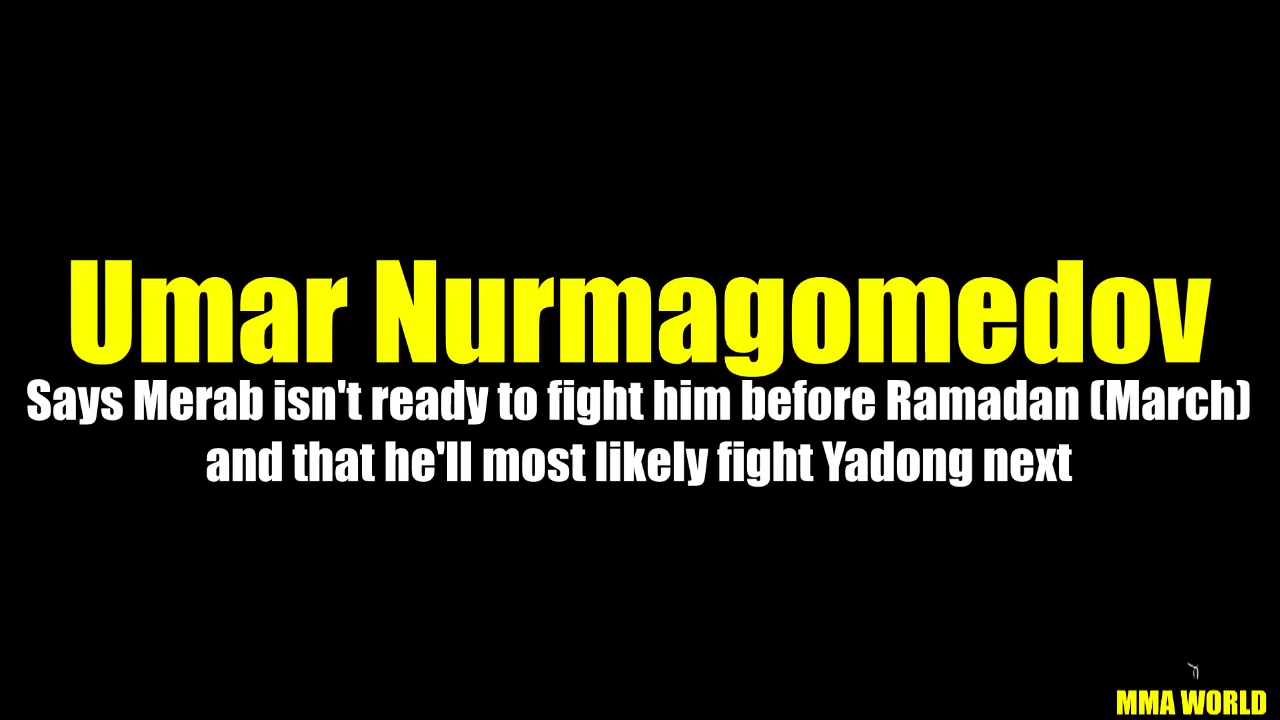 Umar Nurmagomedov
Says Merab isn't ready to fight him before Ramadan (March)
and that he'll most likely fight Yadong next
MMA WORLD